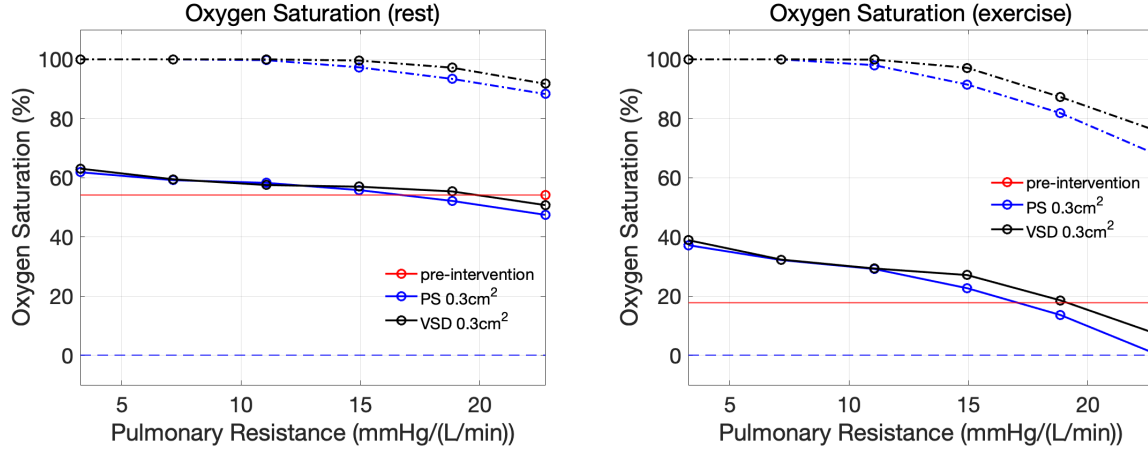 Oxygen Saturation (rest)
Oxygen Saturation (%)
100
80
60
40
20
0
pre-intervention
PS 0.3cm²
VSD 0.3cm²
5 10 15 20
Pulmonary Resistance (mmHg/(L/min))
Oxygen Saturation (exercise)
Oxygen Saturation (%)
100
80
60
40
20
0
pre-intervention
PS 0.3cm²
VSD 0.3cm²
5 10 15 20
Pulmonary Resistance (mmHg/(L/min))